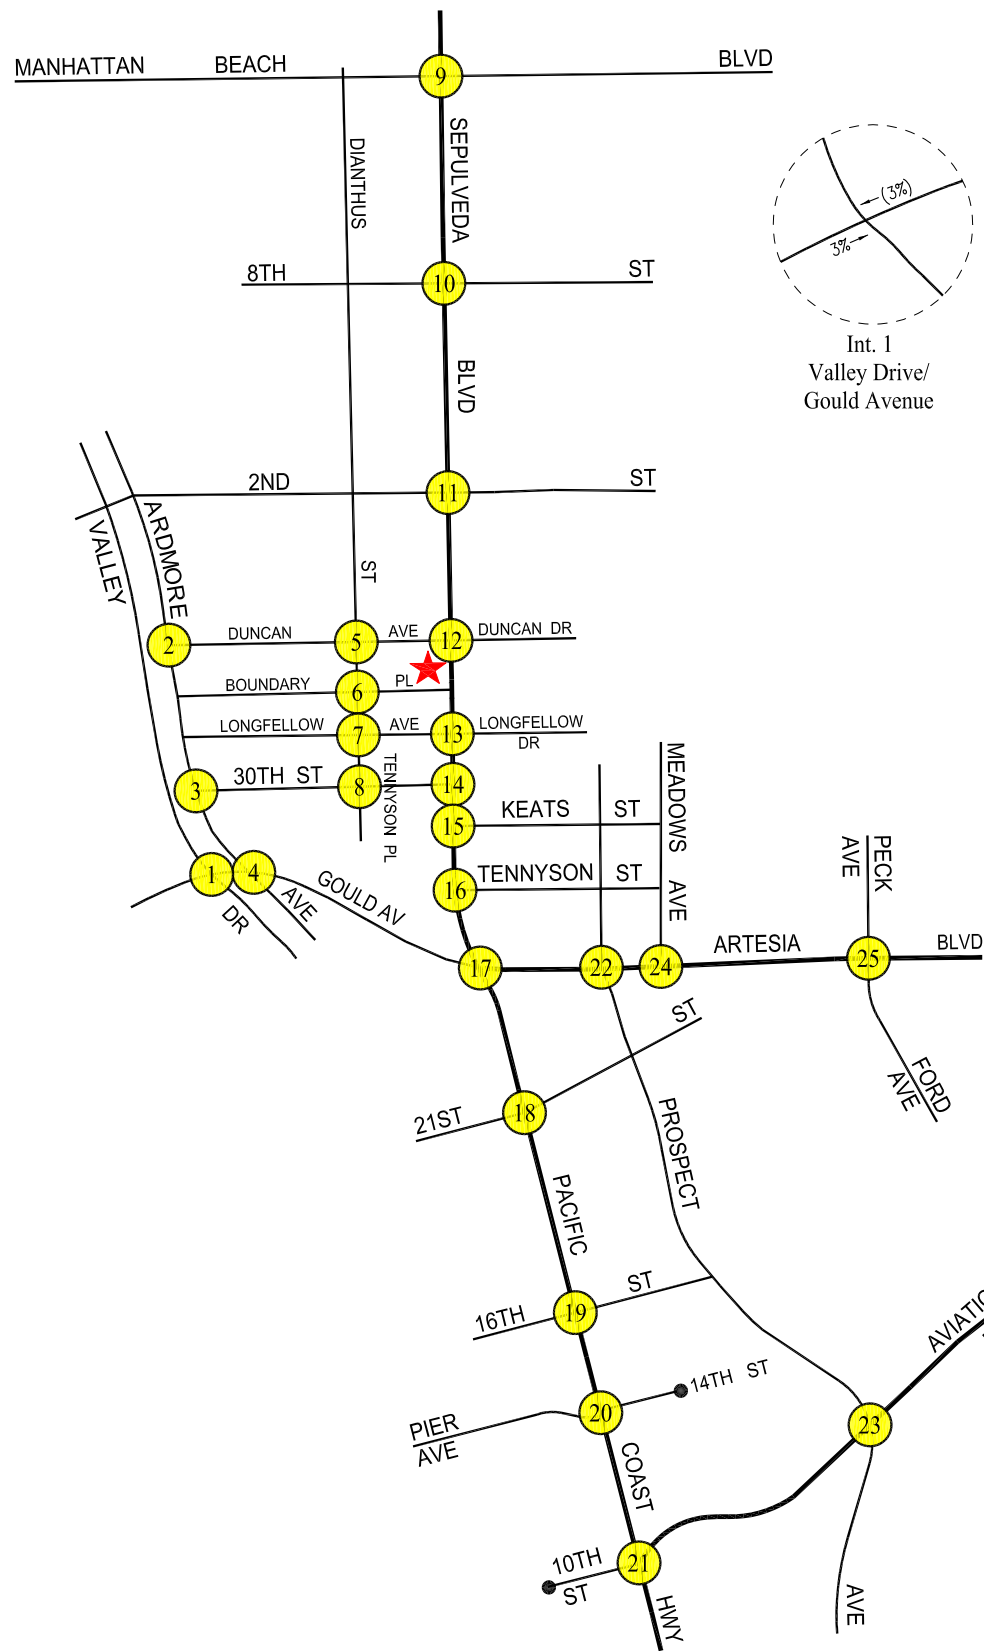 9
MANHATTAN BEACH BLVD
SEPULVEDA
DIANTHUS
(3%)
3%
8TH 10 ST
Int. 1
Valley Drive/
Gould Avenue
BLVD
2ND 11 ST
ARDMORE
VALLEY
ST
2 DUNCAN 5 AVE 12 DUNCAN DR
BOUNDARY 6 PL
LONGFELLOW 7 AVE 13 LONGFELLOW
DR
MEADOWS
3 30TH ST 8 TENNYSON PL 14
15 KEATS ST
PECK
AVE
1 4 GOULD AV 16 TENNYSON ST
AVE
AVE
DR
17 22 24 ARTESIA 25 BLVD
ST
21ST 18
FORD
AVE
PROSPECT
PACIFIC
16TH 19 ST
AVIATIO
14TH ST
PIER
AVE
20
23
COAST
10TH
ST
21
AVE
HWY